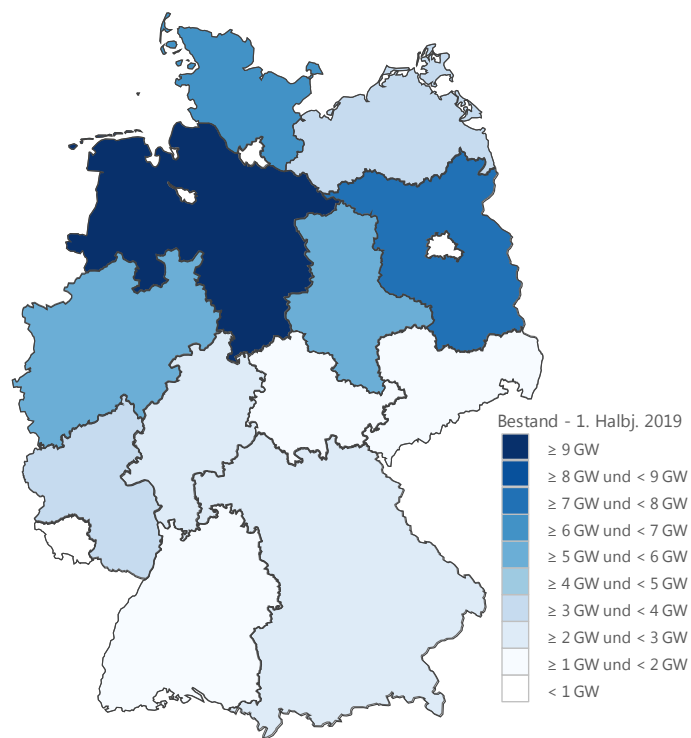 Bestand - 1. Halbj. 2019
≥ 9 GW
≥ 8 GW und < 9 GW
≥ 7 GW und < 8 GW
≥ 6 GW und < 7 GW
≥ 5 GW und < 6 GW
≥ 4 GW und < 5 GW
≥ 3 GW und < 4 GW
≥ 2 GW und < 3 GW
≥ 1 GW und < 2 GW
< 1 GW